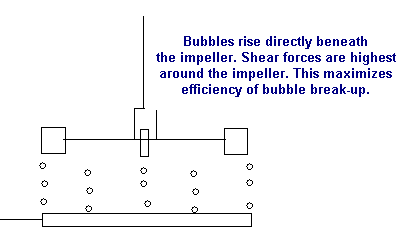 Bubbles rise directly beneath
the impeller. Shear forces are highest
around the impeller. This maximizes
efficiency of bubble break-up.